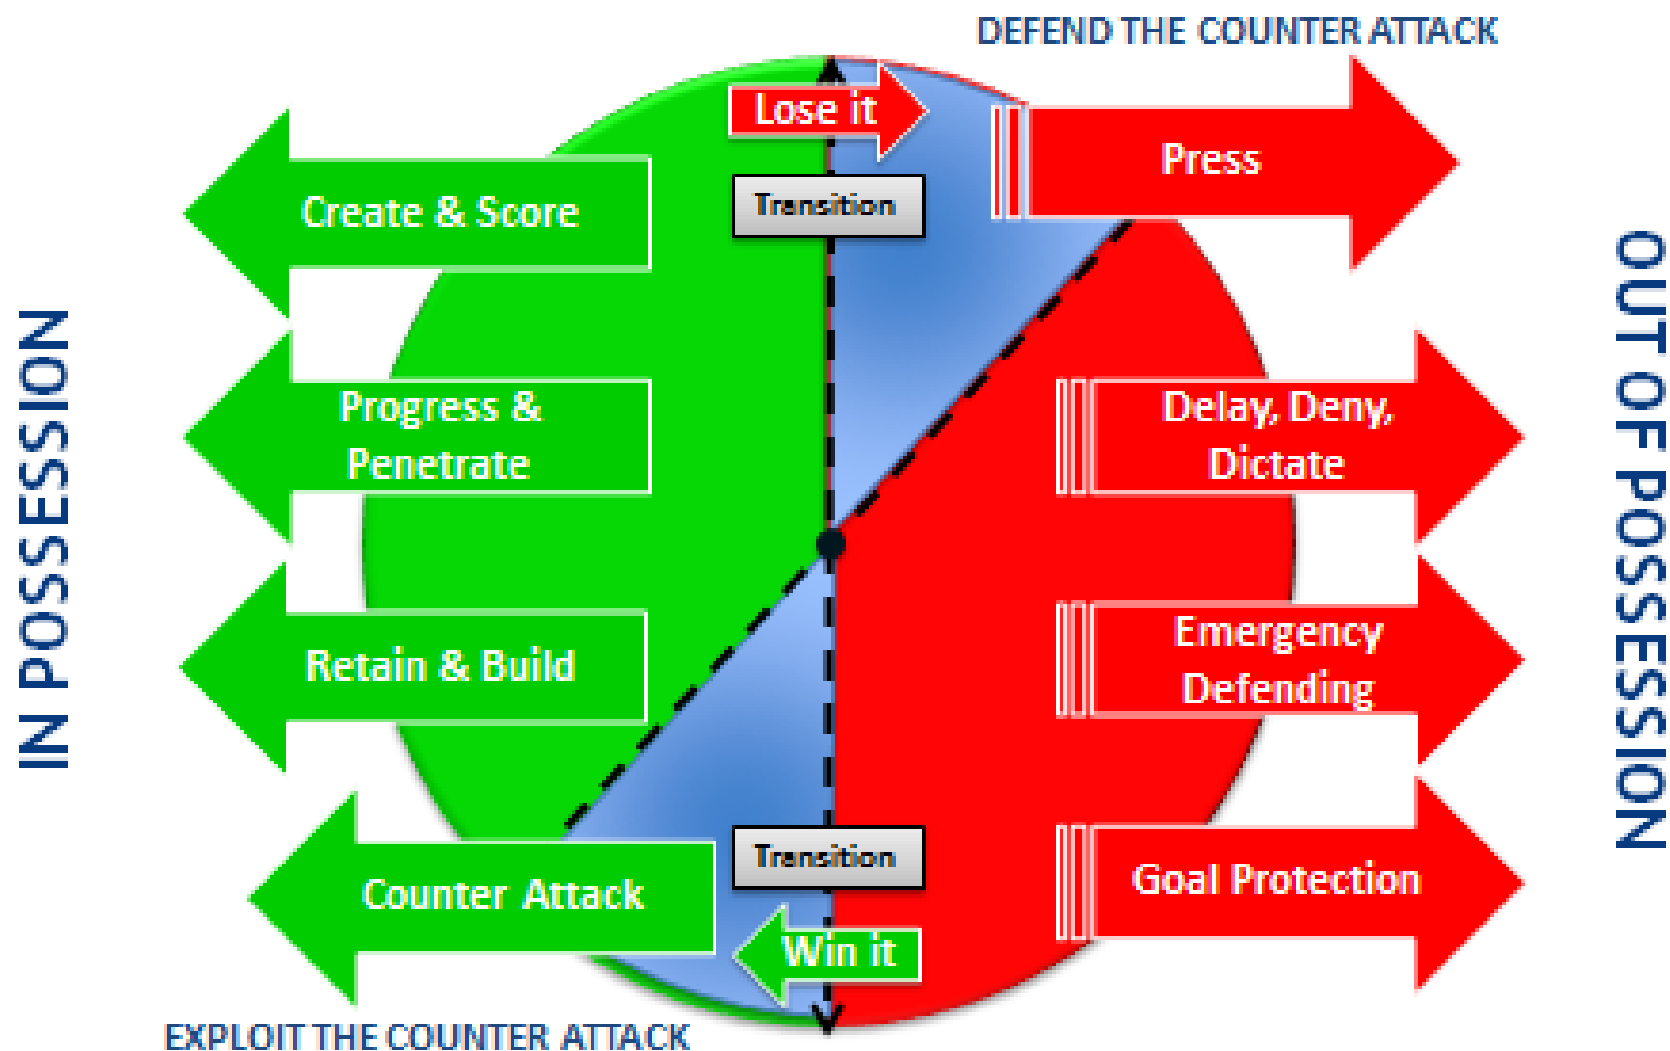 DEFEND THE COUNTER ATTACK
Lose it
Press
Transition
Create & Score
IN POSSESSION
OUT OF POSSESSION
Progress &
Penetrate
Delay, Deny,
Dictate
Retain & Build
Emergency
Defending
Transition
Counter Attack
Goal Protection
Win it
EXPLOIT THE COUNTER ATTACK